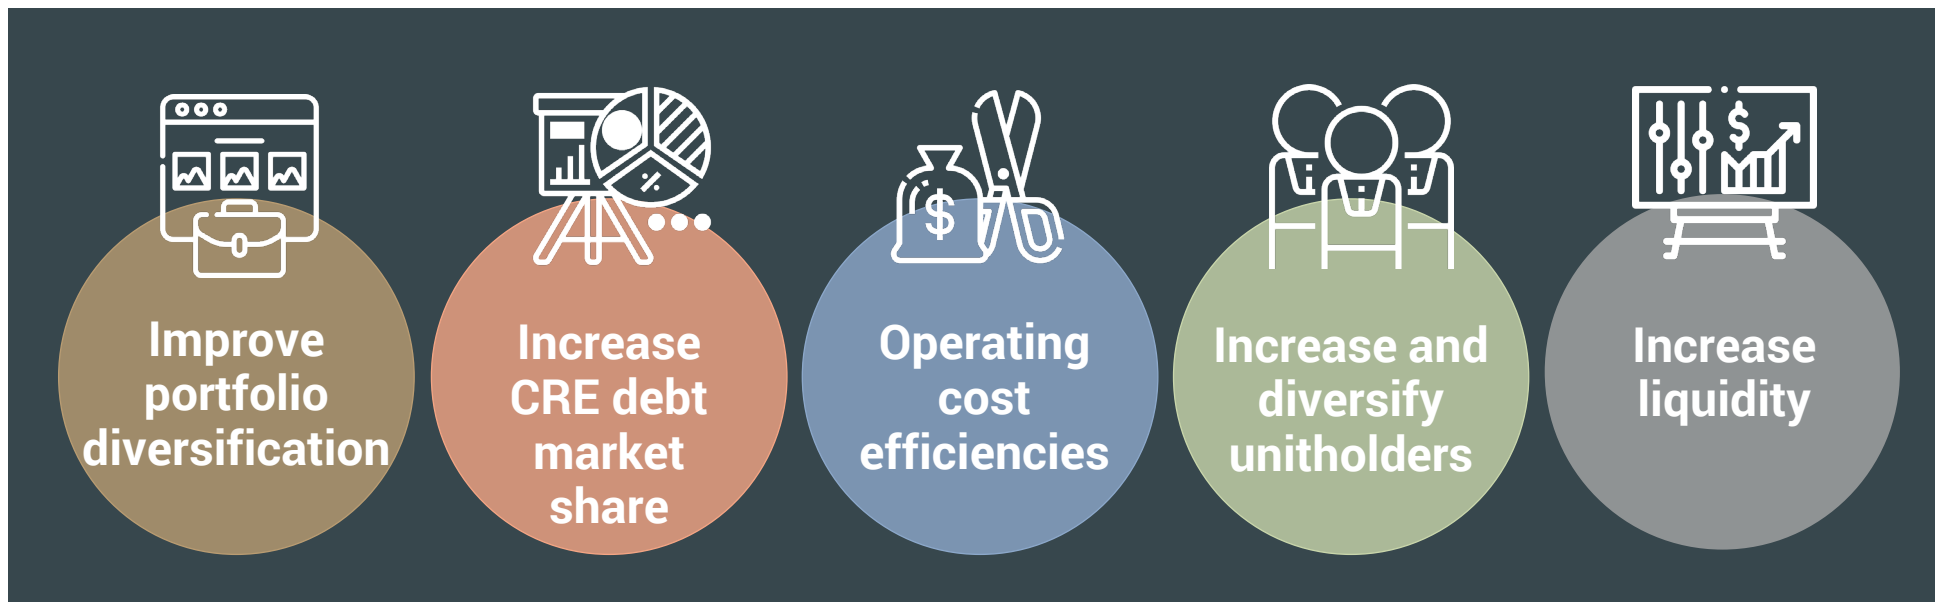 Improve
portfolio
diversification
Increase
CRE debt
market
share
$
Operating
cost
efficiencies
Increase and
diversify
unitholders
$
Increase
liquidity